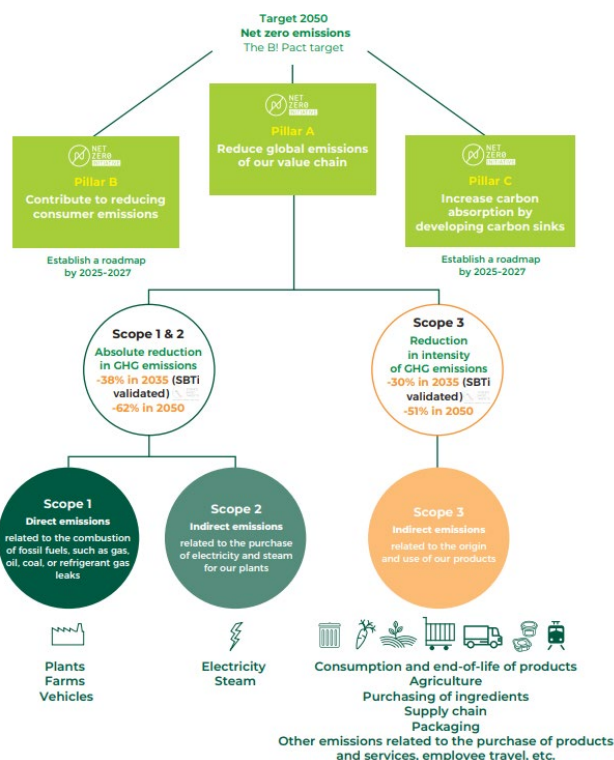 Target 2050
Net zero emissions
The B! Pact target
NET
ZERO
INITIATIVE
Pillar A
Reduce global emissions
of our value chain
NET
ZERO
INITIATIVE
Pillar B
Contribute to reducing
consumer emissions
NET
ZERO
INITIATIVE
Pillar C
Increase carbon
absorption by
developing carbon sinks
Establish a roadmap
by 2025-2027
Establish a roadmap
by 2025-2027
Scope 1 & 2
Absolute reduction
in GHG emissions
-38% in 2035 (SBTi
validated)
-62% in 2050
Scope 3
Reduction
in intensity
of GHG emissions
-30% in 2035 (SBTi
validated)
-51% in 2050
Scope 1
Direct emissions
related to the combustion
of fossil fuels, such as gas,
oil, coal, or refrigerant gas
leaks
Scope 2
Indirect emissions
related to the purchase
of electricity and steam
for our plants
Scope 3
Indirect emissions
related to the origin
and use of our products
Plants
Farms
Vehicles
Electricity
Steam
Consumption and end-of-life of products
Agriculture
Purchasing of ingredients
Supply chain
Packaging
Other emissions related to the purchase of products
and services, employee travel, etc.